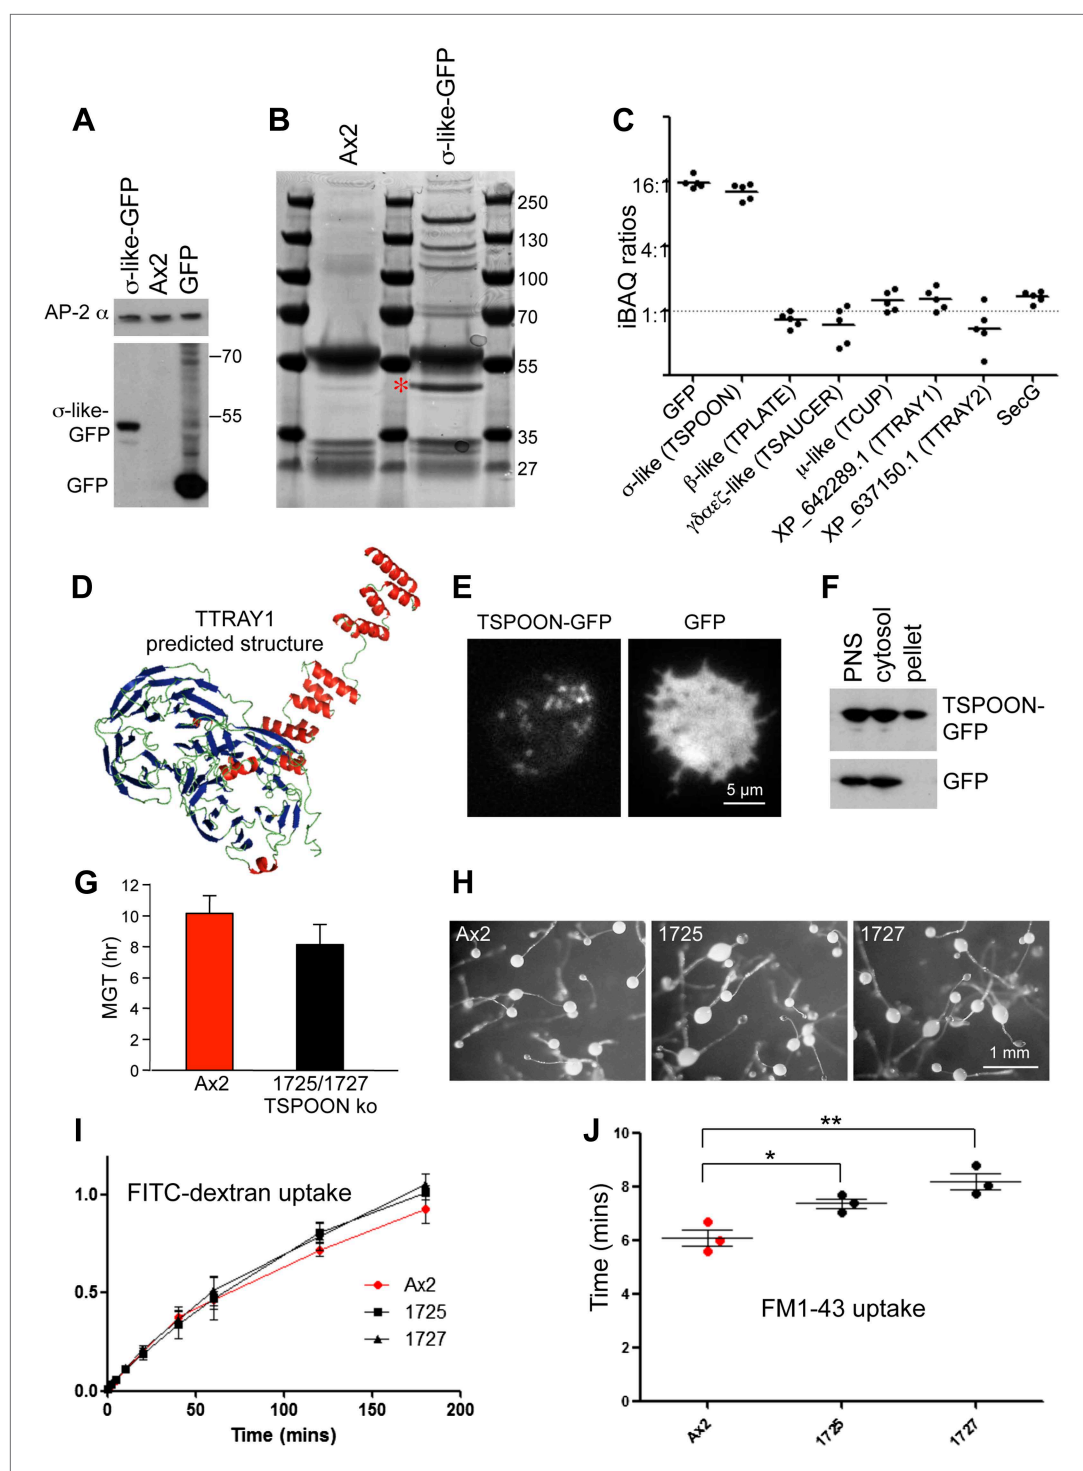 A
σ-like-GFP
Ax2
GFP
AP-2 α
–70
–55
σ-like-
GFP
GFP
B
Ax2
σ-like-GFP
250
130
100
70
55
35
27
*
C
iBAQ ratios
16:1
4:1
1:1
GFP
σ-like (TSPOON)
β-like (TPLATE)
γδαεζ-like (TSAUCER)
μ-like (TCUP)
XP_642289.1 (TTRAY1)
XP_637150.1 (TTRAY2)
SecG
D
TTRAY1
predicted structure
E
TSPOON-GFP
GFP
5 μm
F
PNS
cytosol
pellet
TSPOON-
GFP
GFP
G
MGT (hr)
12
10
8
6
4
2
0
Ax2
1725/1727
TSPOON ko
H
Ax2
1725
1727
1 mm
I
FITC-dextran uptake
1.0
0.5
0.0
Ax2
1725
1727
0
50
100
150
200
Time (mins)
J
**
*
Time (mins)
10
8
6
4
2
0
FM1-43 uptake
Ax2
1725
1727